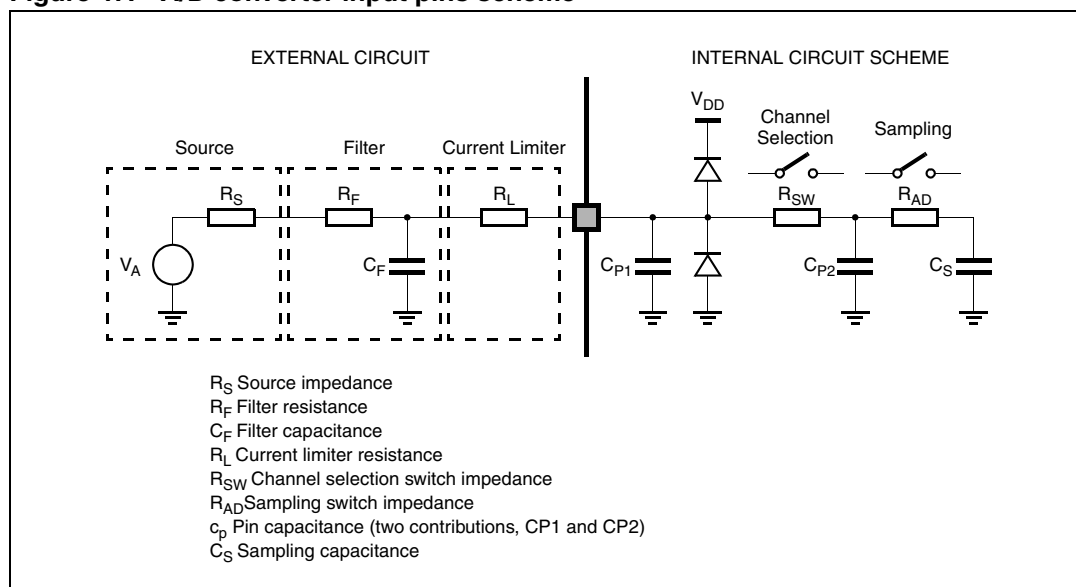 EXTERNAL CIRCUIT
INTERNAL CIRCUIT SCHEME
VDD
Channel
Selection
Sampling
Source
Filter
Current Limiter
RS
RF
RL
RSW
RAD
VA
CF
CP1
CP2
CS
RS Source impedance
RF Filter resistance
CF Filter capacitance
RL Current limiter resistance
RSW Channel selection switch impedance
RADSampling switch impedance
cp Pin capacitance (two contributions, CP1 and CP2)
CS Sampling capacitance